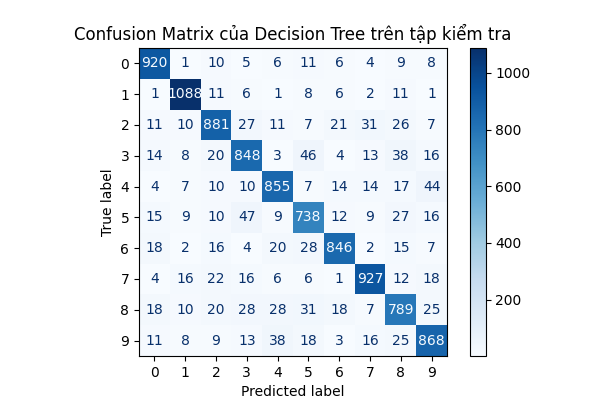 Confusion Matrix của Decision Tree trên tập kiểm tra
True label
0 920 1 10 5 6 11 6 4 9 8
1 1 1088 11 6 1 8 6 2 11 1
2 11 10 881 27 11 7 21 31 26 7
3 14 8 20 848 3 46 4 13 38 16
4 4 7 10 10 855 7 14 14 17 44
5 15 9 10 47 9 738 12 9 27 16
6 18 2 16 4 20 28 846 2 15 7
7 4 16 22 16 6 6 1 927 12 18
8 18 10 20 28 28 31 18 7 789 25
9 11 8 9 13 38 18 3 16 25 868
0 1 2 3 4 5 6 7 8 9
Predicted label
1000
800
600
400
200